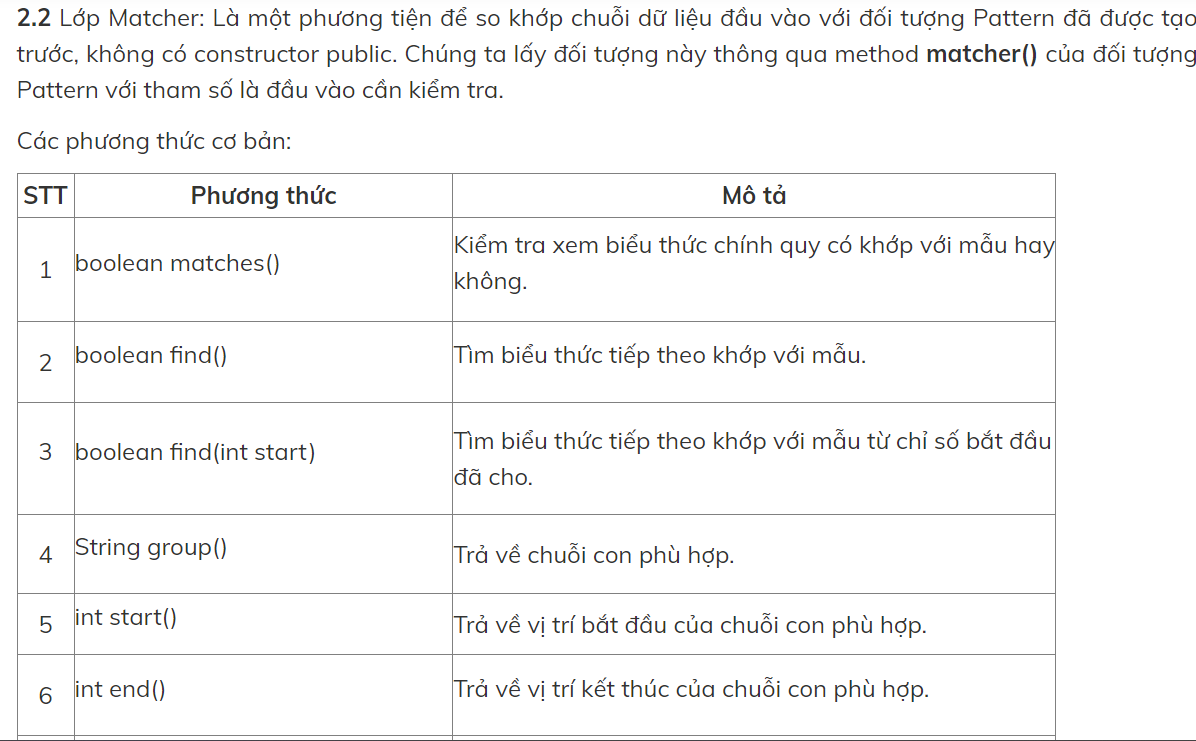 2.2 Lớp Matcher: Là một phương tiện để so khớp chuỗi dữ liệu đầu vào với đối tượng Pattern đã được tạo
trước, không có constructor public. Chúng ta lấy đối tượng này thông qua method matcher() của đối tượng
Pattern với tham số là đầu vào cần kiểm tra.
Các phương thức cơ bản:
STT Phương thức Mô tả
1 boolean matches() Kiểm tra xem biểu thức chính quy có khớp với mẫu hay
không.
2 boolean find() Tìm biểu thức tiếp theo khớp với mẫu.
3 boolean find(int start) Tìm biểu thức tiếp theo khớp với mẫu từ chỉ số bắt đầu
đã cho.
4 String group() Trả về chuỗi con phù hợp.
5 int start() Trả về vị trí bắt đầu của chuỗi con phù hợp.
6 int end() Trả về vị trí kết thúc của chuỗi con phù hợp.